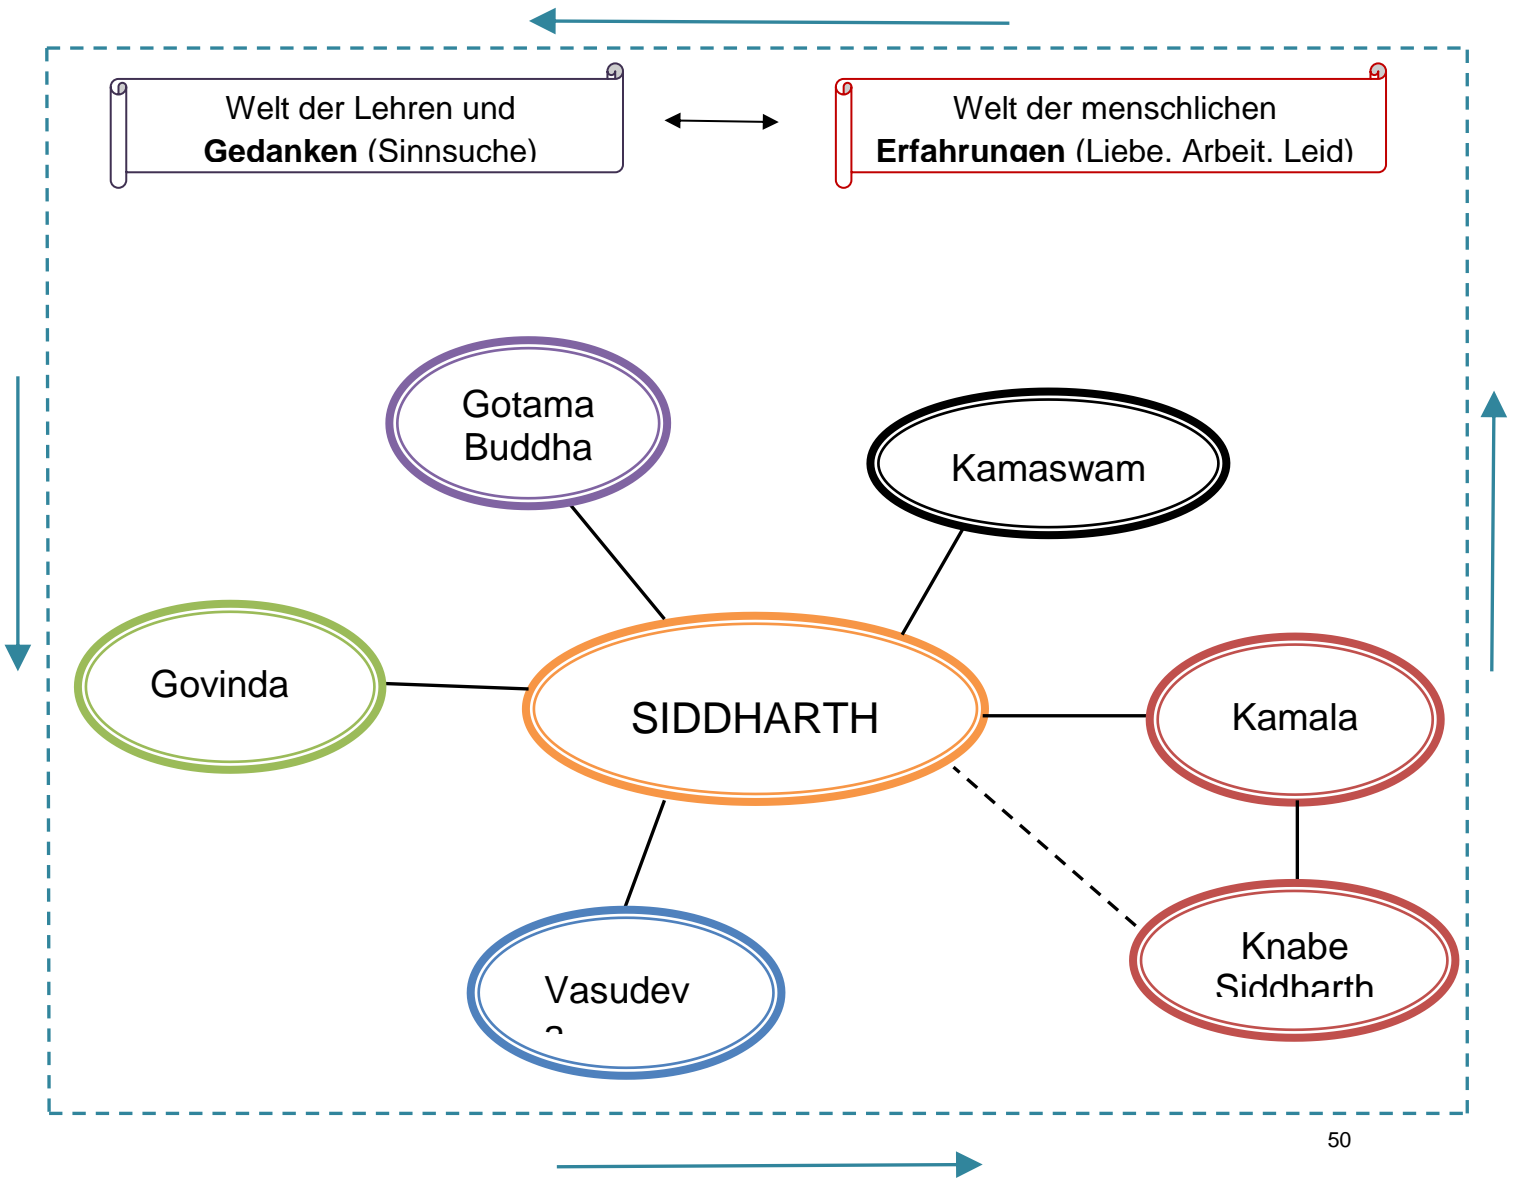 Welt der Lehren und
Gedanken (Sinnsuche)
Welt der menschlichen
Erfahrungen (Liebe, Arbeit, Leid)
Gotama
Buddha
Kamaswam
Govinda
SIDDHARTH
Kamala
Vasudev
a
Knabe
Siddharth
50